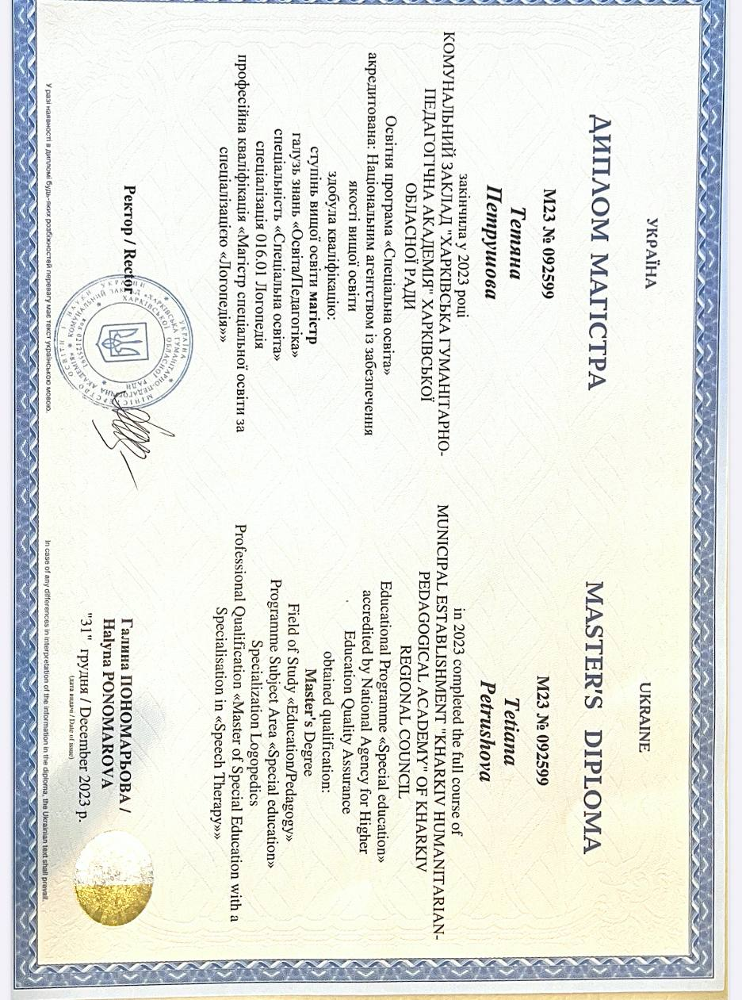 УКРАЇНА
ДИПЛОМ МАГІСТРА
М23 № 092599
Тетяна
Петрушова
закінчила у 2023 році
КОМУНАЛЬНИЙ ЗАКЛАД "ХАРКІВСЬКА ГУМАНІТАРНО-
ПЕДАГОГІЧНА АКАДЕМІЯ" ХАРКІВСЬКОЇ
ОБЛАСНОЇ РАДИ
Освітня програма «Спеціальна освіта»
акредитована: Національним агентством із забезпечення
якості вищої освіти
здобула кваліфікацію:
ступінь вищої освіти магістр
галузь знань «Освіта/Педагогіка»
спеціальність «Спеціальна освіта»
спеціалізація 016.01 Логопедія
професійна кваліфікація «Магістр спеціальної освіти за
спеціалізацією «Логопедія»»
Ректор / Rector
У разі наявності в дипломі будь-яких розбіжностей перевагу має текст українською мовою.
UKRAINE
MASTER'S DIPLOMA
M23 № 092599
Tetiana
Petrushova
in 2023 completed the full course of
MUNICIPAL ESTABLISHMENT "KHARKIV HUMANITARIAN-
PEDAGOGICAL ACADEMY" OF KHARKIV
REGIONAL COUNCIL
Educational Programme «Special education»
accredited by National Agency for Higher
Education Quality Assurance
obtained qualification:
Master's Degree
Field of Study «Education/Pedagogy»
Programme Subject Area «Special education»
Specialization Logopedics
Professional Qualification «Master of Special Education with a
Specialisation in «Speech Therapy»»
Галина ПОНОМАРЬОВА /
Halyna PONOMAROVA
"31" грудня / December 2023 р.
(дата видачі / Date of issue)
In case of any differences in interpretation of the information in the diploma, the Ukrainian text shall prevail.